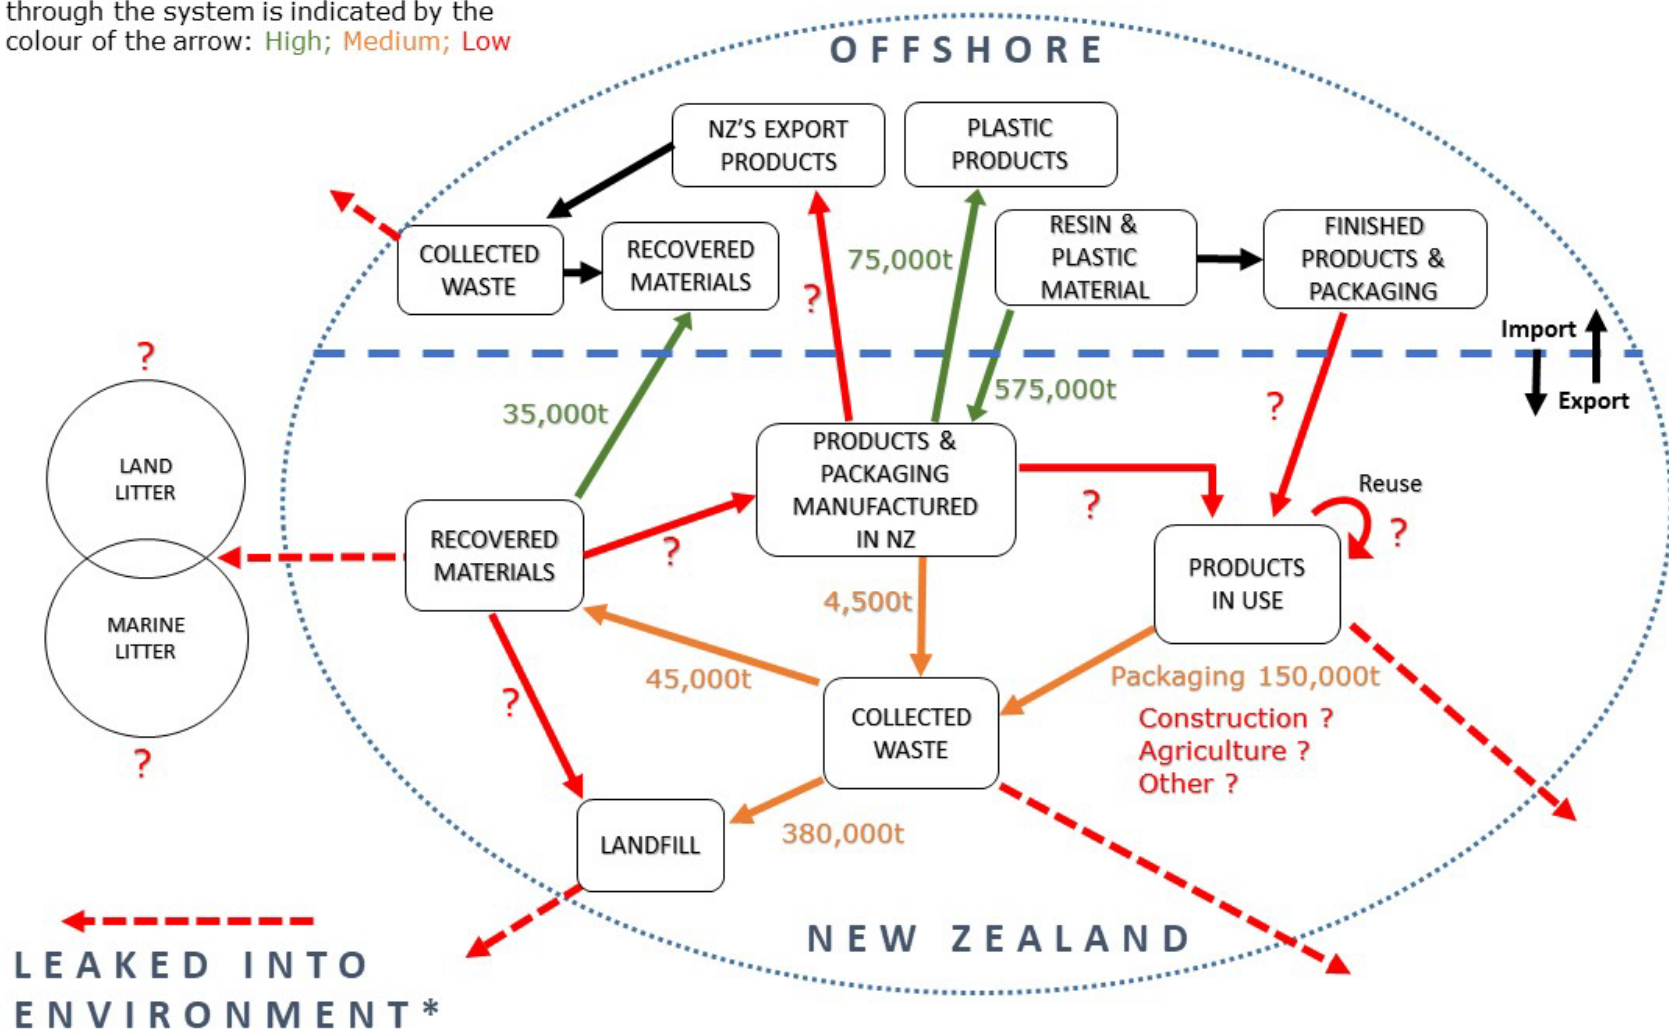 through the system is indicated by the
colour of the arrow: High; Medium; Low
OFFSHORE
NZ'S EXPORT
PRODUCTS
PLASTIC
PRODUCTS
COLLECTED
WASTE
RECOVERED
MATERIALS
75,000t
RESIN &
PLASTIC
MATERIAL
FINISHED
PRODUCTS &
PACKAGING
?
Import
Export
?
35,000t
575,000t
?
LAND
LITTER
MARINE
LITTER
?
RECOVERED
MATERIALS
?
PRODUCTS &
PACKAGING
MANUFACTURED
IN NZ
?
Reuse
?
PRODUCTS
IN USE
4,500t
45,000t
Packaging 150,000t
Construction ?
Agriculture ?
Other ?
?
COLLECTED
WASTE
380,000t
LANDFILL
NEW ZEALAND
LEAKED INTO
ENVIRONMENT*